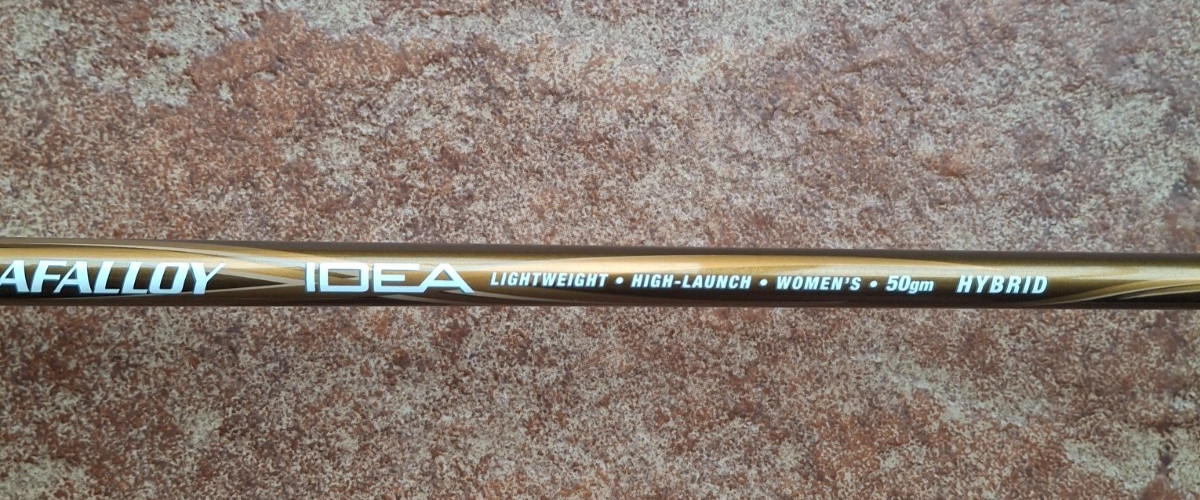 AFALLOY IDEA LIGHTWEIGHT • HIGH-LAUNCH • WOMEN'S • 50gm HYBRID